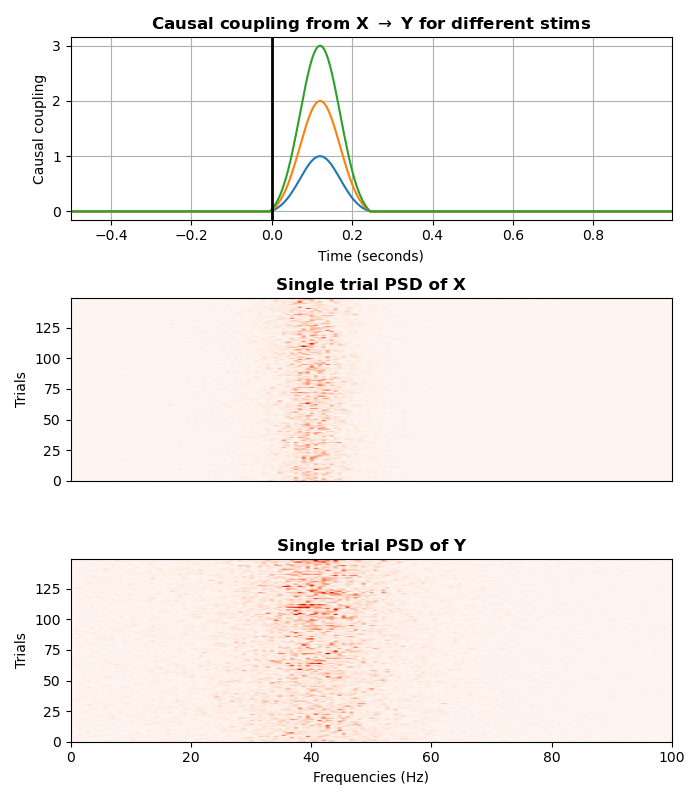 Causal coupling from X → Y for different stims
Causal coupling
3
2
1
0
−0.4 −0.2 0.0 0.2 0.4 0.6 0.8
Time (seconds)
Single trial PSD of X
Trials
125
100
75
50
25
0
Single trial PSD of Y
Trials
125
100
75
50
25
0
0 20 40 60 80 100
Frequencies (Hz)